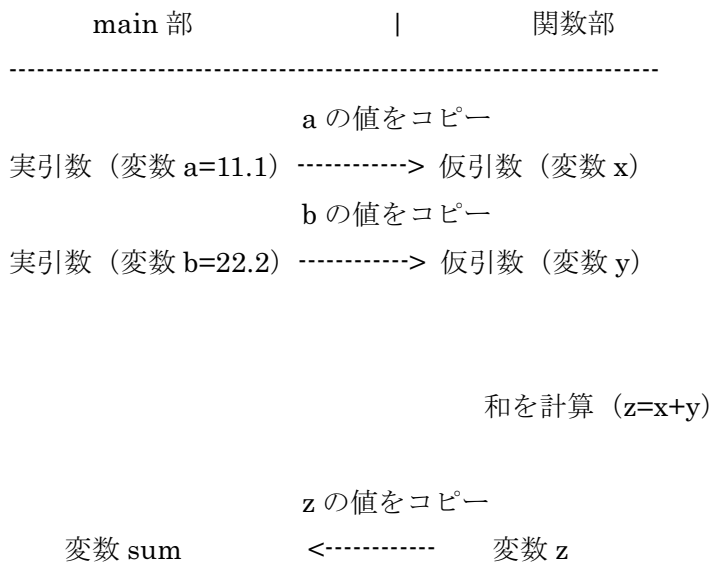 main 部 | 関数部
-----------------------------------------------------------------------
a の値をコピー
実引数（変数 a=11.1） ------------> 仮引数（変数 x）
b の値をコピー
実引数（変数 b=22.2） ------------> 仮引数（変数 y）
和を計算（z=x+y）
z の値をコピー
変数 sum <------------ 変数 z